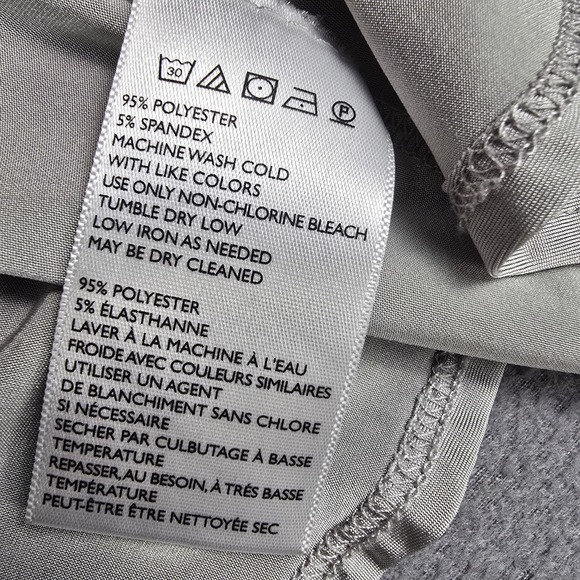 30
P
95% POLYESTER
5% SPANDEX
MACHINE WASH COLD
WITH LIKE COLORS
USE ONLY NON-CHLORINE BLEACH
TUMBLE DRY LOW
LOW IRON AS NEEDED
MAY BE DRY CLEANED
95% POLYESTER
5% ÉLASTHANNE
LAVER À LA MACHINE À L'EAU
FROIDE AVEC COULEURS SIMILAIRES
UTILISER UN AGENT
DE BLANCHIMENT SANS CHLORE
SI NÉCESSAIRE
SECHER PAR CULBUTAGE À BASSE
TEMPERATURE
REPASSER, AU BESOIN, À TRÉS BASSE
TEMPÉRATURE
PEUT-ÊTRE ÊTRE NETTOYÉE SEC